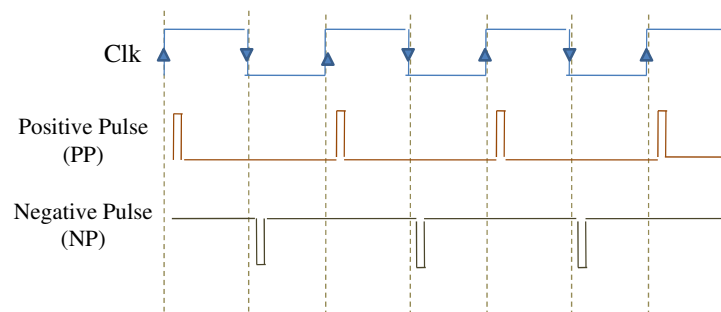 Clk
Positive Pulse
(PP)
Negative Pulse
(NP)